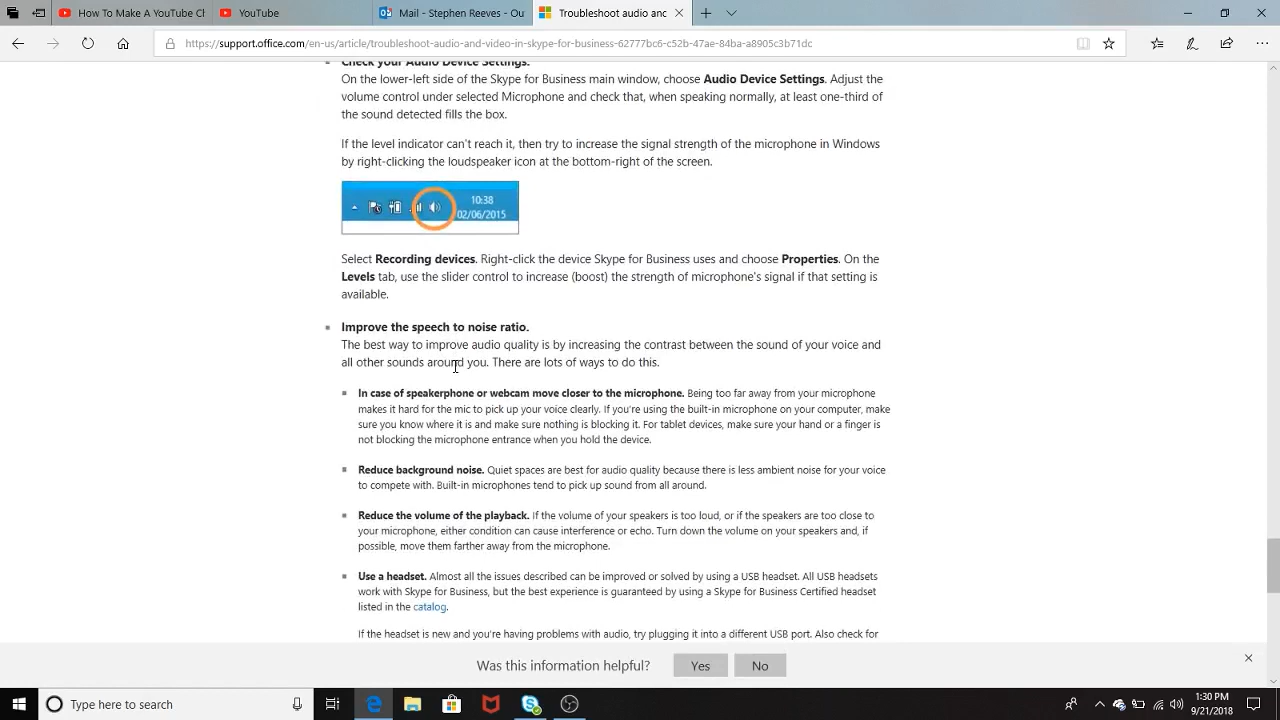 How To Make A YouTube Cl
YouTube
Mail - Stephen Reynes - Ou
Troubleshoot audio anc
https://support.office.com/en-us/article/troubleshoot-audio-and-video-in-skype-for-business-62777bc6-c52b-47ae-84ba-a8905c3b71dc
Check your Audio Device Settings.
On the lower-left side of the Skype for Business main window, choose Audio Device Settings. Adjust the
volume control under selected Microphone and check that, when speaking normally, at least one-third of
the sound detected fills the box.
If the level indicator can't reach it, then try to increase the signal strength of the microphone in Windows
by right-clicking the loudspeaker icon at the bottom-right of the screen.
10:38
02/06/2015
Select Recording devices. Right-click the device Skype for Business uses and choose Properties. On the
Levels tab, use the slider control to increase (boost) the strength of microphone's signal if that setting is
available.
Improve the speech to noise ratio.
The best way to improve audio quality is by increasing the contrast between the sound of your voice and
all other sounds around you. There are lots of ways to do this.
In case of speakerphone or webcam move closer to the microphone. Being too far away from your microphone
makes it hard for the mic to pick up your voice clearly. If you're using the built-in microphone on your computer, make
sure you know where it is and make sure nothing is blocking it. For tablet devices, make sure your hand or a finger is
not blocking the microphone entrance when you hold the device.
Reduce background noise. Quiet spaces are best for audio quality because there is less ambient noise for your voice
to compete with. Built-in microphones tend to pick up sound from all around.
Reduce the volume of the playback. If the volume of your speakers is too loud, or if the speakers are too close to
your microphone, either condition can cause interference or echo. Turn down the volume on your speakers and, if
possible, move them farther away from the microphone.
Use a headset. Almost all the issues described can be improved or solved by using a USB headset. All USB headsets
work with Skype for Business, but the best experience is guaranteed by using a Skype for Business Certified headset
listed in the catalog.
If the headset is new and you're having problems with audio, try plugging it into a different USB port. Also check for
Was this information helpful? Yes No
Type here to search
1:30 PM
9/21/2018